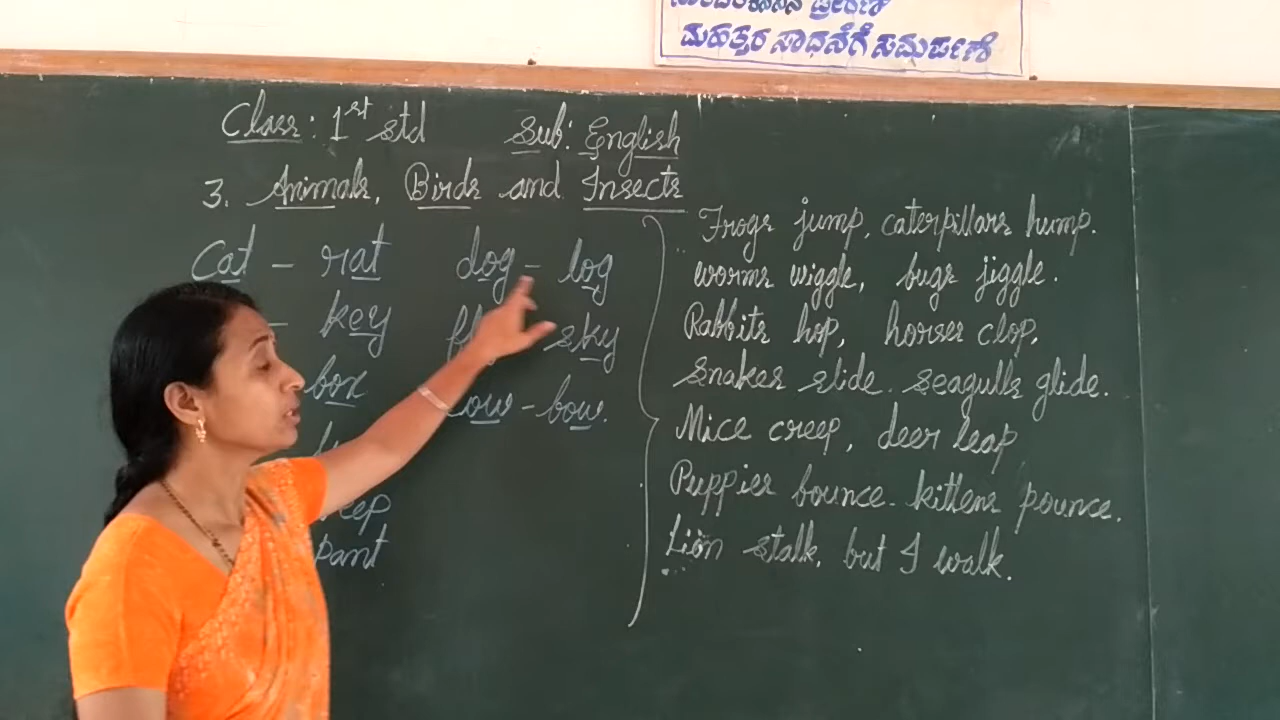 ಮಹತ್ತರ ಸಾಧನೆಗೆ ಸಮರ್ಪಣೆ
Class: 1st std Sub: English
3. Animals, Birds and Insects
Cat - rat dog - log
- key - sky
box cow - bow.
pant
Frogs jump, caterpillars hump.
worms wiggle, bugs jiggle.
Rabbits hop, horses clop.
Snakes slide. seagulls glide.
Mice creep, deer leap
Puppies bounce. kittens pounce.
Lion stalk, but I walk.